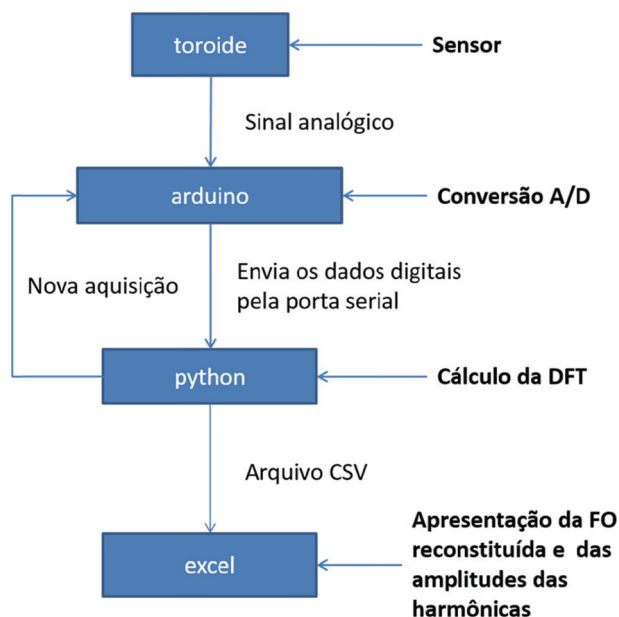 toroide
Sensor
Sinal analógico
arduino
Conversão A/D
Nova aquisição
Envia os dados digitais
pela porta serial
python
Cálculo da DFT
Arquivo CSV
excel
Apresentação da FO
reconstituída e das
amplitudes das
harmônicas